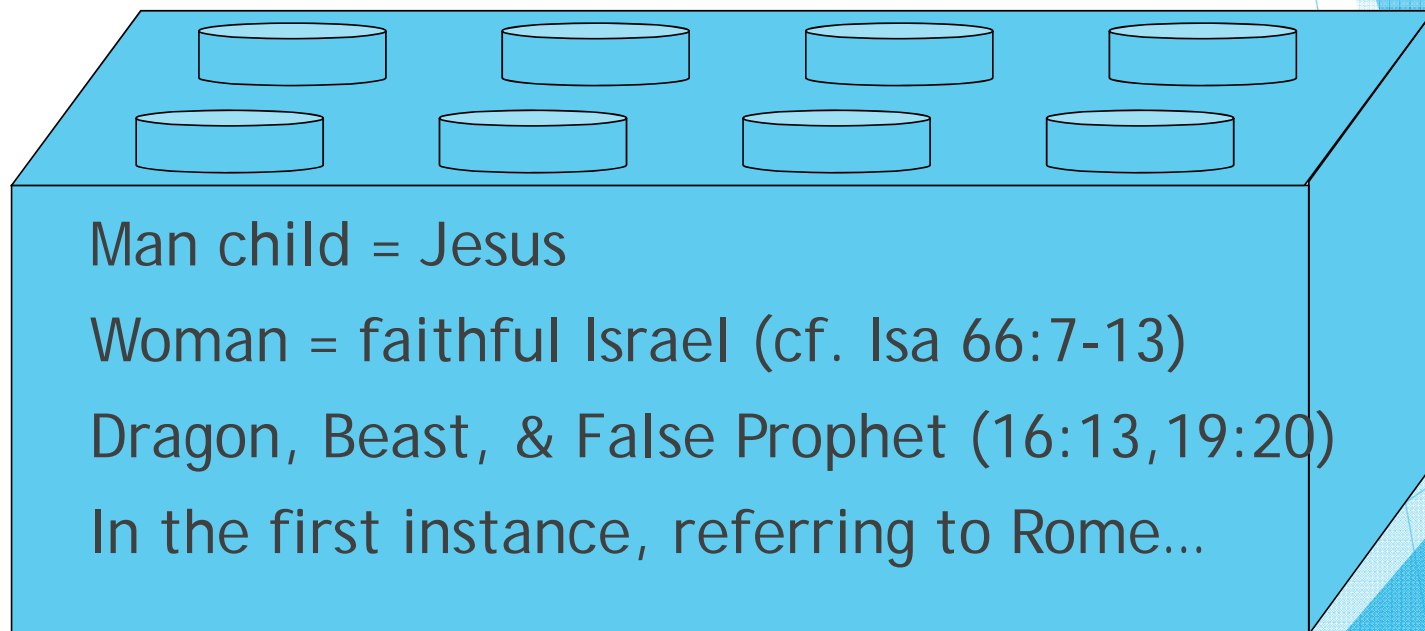 Man child = Jesus
Woman = faithful Israel (cf. Isa 66:7-13)
Dragon, Beast, & False Prophet (16:13,19:20)
In the first instance, referring to Rome…